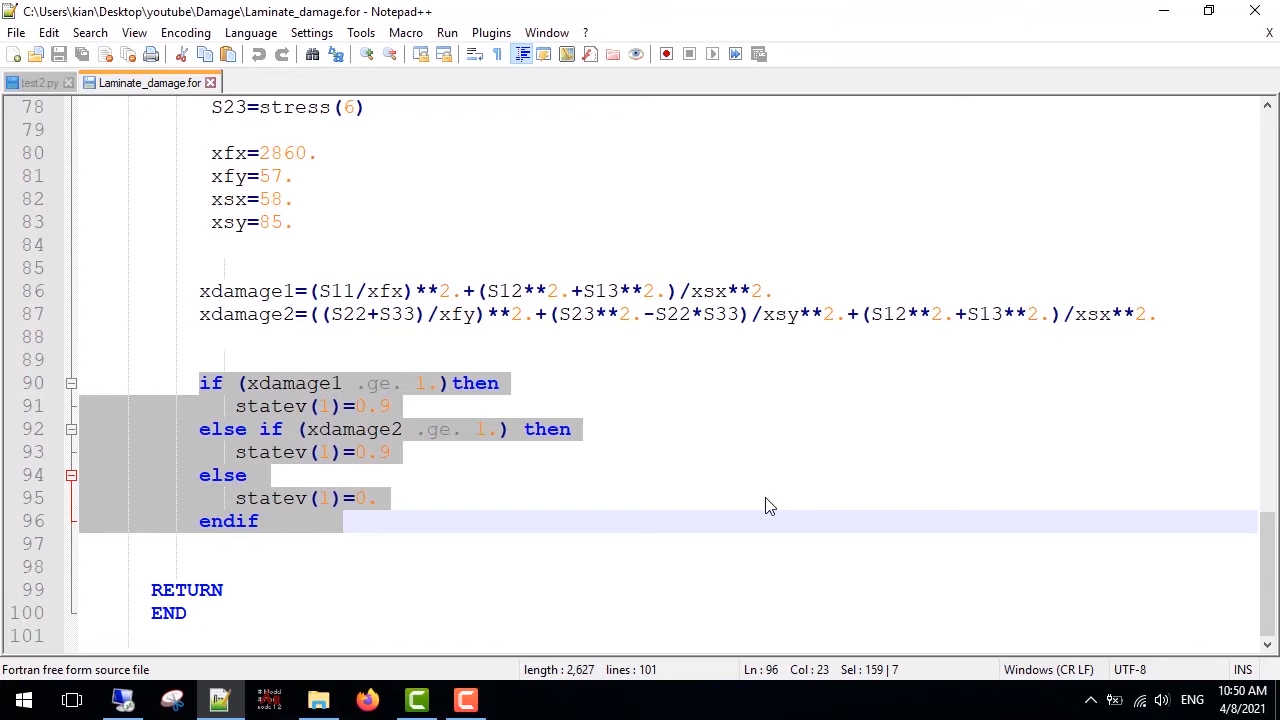 C:\Users\kian\Desktop\youtube\Damage\Laminate_damage.for - Notepad++
File Edit Search View Encoding Language Settings Tools Macro Run Plugins Window ? X
test2.py Laminate_damage.for
78 S23=stress(6)
79
80 xfx=2860.
81 xfy=57.
82 xsx=58.
83 xsy=85.
84
85
86 xdamage1=(S11/xfx)**2.+(S12**2.+S13**2.)/xsx**2.
87 xdamage2=((S22+S33)/xfy)**2.+(S23**2.-S22*S33)/xsy**2.+(S12**2.+S13**2.)/xsx**2.
88
89
90 if (xdamage1 .ge. 1.)then
91 statev(1)=0.9
92 else if (xdamage2 .ge. 1.) then
93 statev(1)=0.9
94 else
95 statev(1)=0.
96 endif
97
98
99 RETURN
100 END
101
Fortran free form source file length : 2,627 lines : 101 Ln : 96 Col : 23 Sel : 159 | 7 Windows (CR LF) UTF-8 INS
ENG 10:50 AM
4/8/2021